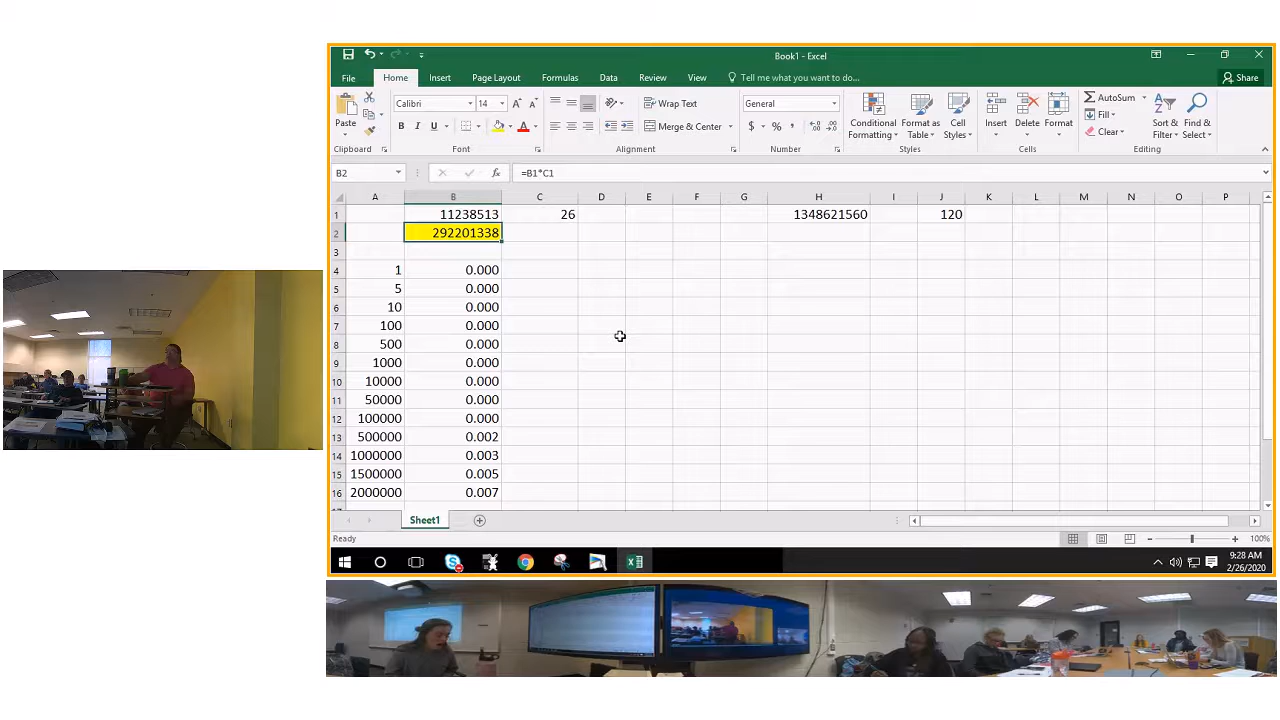 Book1 - Excel
File Home Insert Page Layout Formulas Data Review View Tell me what you want to do... Share
Calibri 14 Wrap Text General AutoSum
Paste B I U Merge & Center $ % , Conditional Formatting Format as Table Cell Styles Insert Delete Format Fill Clear Sort & Filter Find & Select
Clipboard Font Alignment Number Styles Cells Editing
B2 fx =B1*C1
A B C D E F G H I J K L M N O P
1 11238513 26 1348621560 120
2 292201338
3
4 1 0.000
5 5 0.000
6 10 0.000
7 100 0.000
8 500 0.000
9 1000 0.000
10 10000 0.000
11 50000 0.000
12 100000 0.000
13 500000 0.002
14 1000000 0.003
15 1500000 0.005
16 2000000 0.007
Sheet1
Ready 100%
9:28 AM
2/26/2020